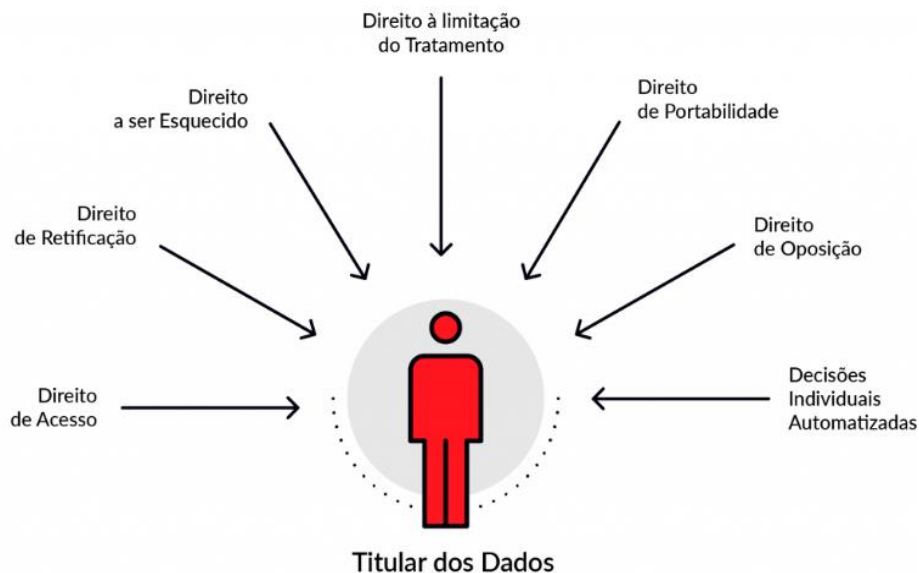 Direito à limitação
do Tratamento
Direito
a ser Esquecido
Direito
de Portabilidade
Direito
de Retificação
Direito
de Oposição
Direito
de Acesso
Decisões
Individuais
Automatizadas
Titular dos Dados